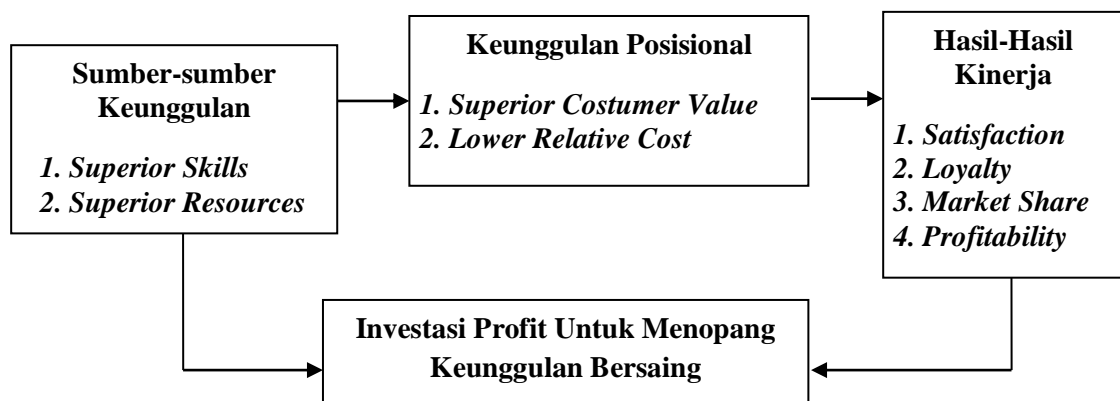 Sumber-sumber
Keunggulan
1. Superior Skills
2. Superior Resources
Keunggulan Posisional
1. Superior Costumer Value
2. Lower Relative Cost
Hasil-Hasil
Kinerja
1. Satisfaction
2. Loyalty
3. Market Share
4. Profitability
Investasi Profit Untuk Menopang
Keunggulan Bersaing